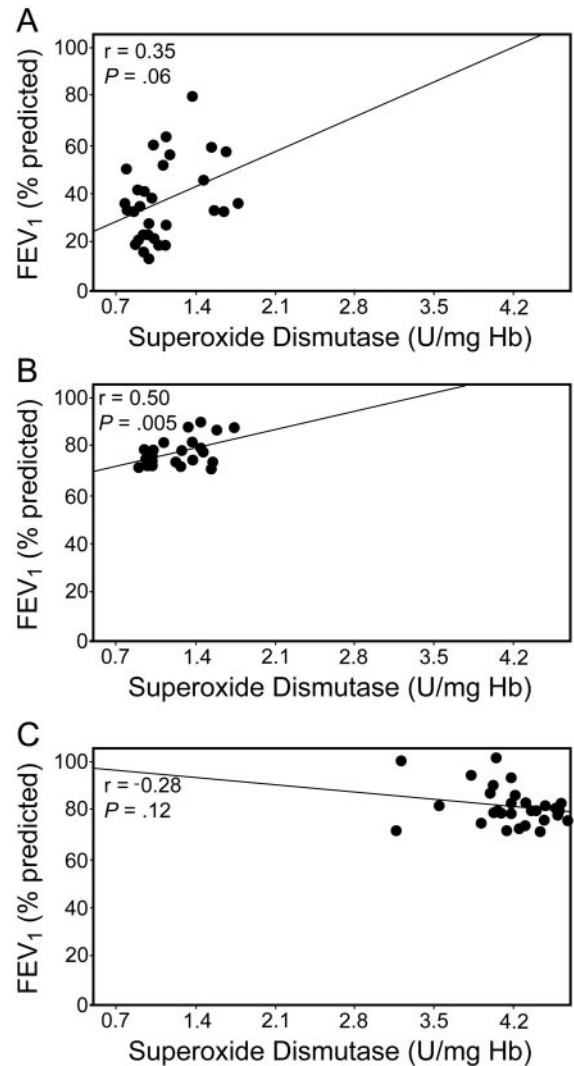 A
r = 0.35
P = .06
100
80
60
40
20
0
FEV₁ (% predicted)
0.7 1.4 2.1 2.8 3.5 4.2
Superoxide Dismutase (U/mg Hb)
B
r = 0.50
P = .005
100
80
60
40
20
0
FEV₁ (% predicted)
0.7 1.4 2.1 2.8 3.5 4.2
Superoxide Dismutase (U/mg Hb)
C
r = -0.28
P = .12
100
80
60
40
20
0
FEV₁ (% predicted)
0.7 1.4 2.1 2.8 3.5 4.2
Superoxide Dismutase (U/mg Hb)